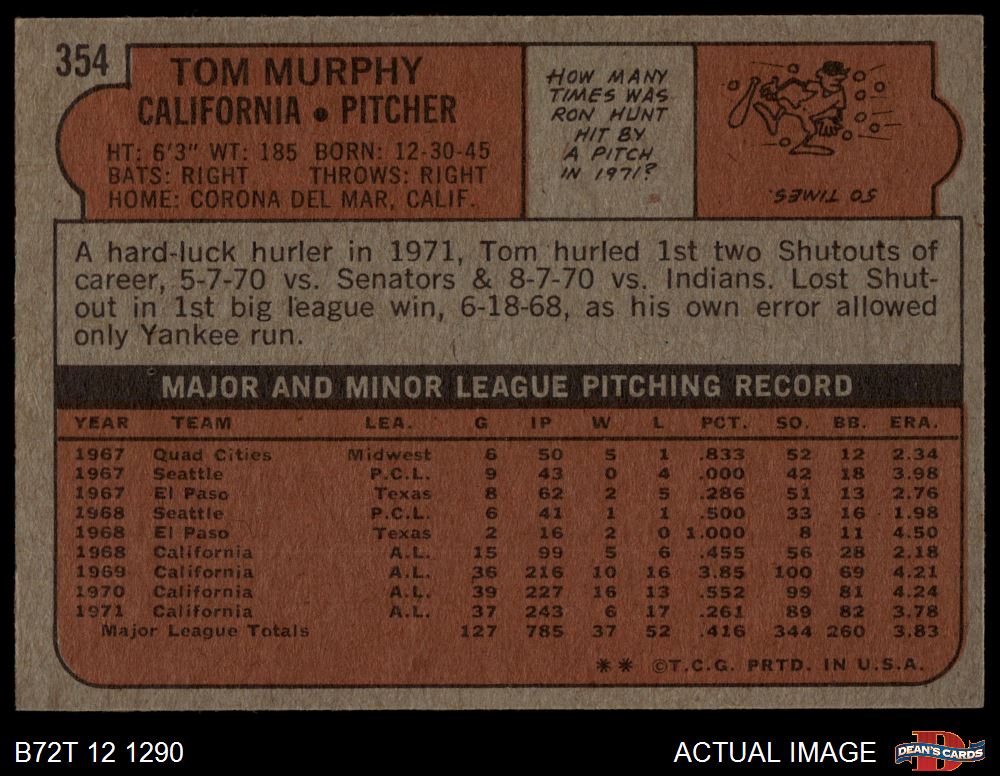 354
TOM MURPHY
CALIFORNIA • PITCHER
HT: 6'3" WT: 185 BORN: 12-30-45
BATS: RIGHT THROWS: RIGHT
HOME: CORONA DEL MAR, CALIF.
HOW MANY
TIMES WAS
RON HUNT
HIT BY
A PITCH
IN 1971?
50 TIMES.
A hard-luck hurler in 1971, Tom hurled 1st two Shutouts of
career, 5-7-70 vs. Senators & 8-7-70 vs. Indians. Lost Shut-
out in 1st big league win, 6-18-68, as his own error allowed
only Yankee run.
MAJOR AND MINOR LEAGUE PITCHING RECORD
YEAR TEAM LEA. G IP W L PCT. SO. BB. ERA.
1967 Quad Cities Midwest 6 50 5 1 .833 52 12 2.34
1967 Seattle P.C.L. 9 43 0 4 .000 42 18 3.98
1967 El Paso Texas 8 62 2 5 .286 51 13 2.76
1968 Seattle P.C.L. 6 41 1 1 .500 33 16 1.98
1968 El Paso Texas 2 16 2 0 1.000 8 11 4.50
1968 California A.L. 15 99 5 6 .455 56 28 2.18
1969 California A.L. 36 216 10 16 3.85 100 69 4.21
1970 California A.L. 39 227 16 13 .552 99 81 4.24
1971 California A.L. 37 243 6 17 .261 89 82 3.78
Major League Totals 127 785 37 52 .416 344 260 3.83
** ©T.C.G. PRTD. IN U.S.A.
B72T 12 1290
ACTUAL IMAGE
D
DEAN'S CARDS